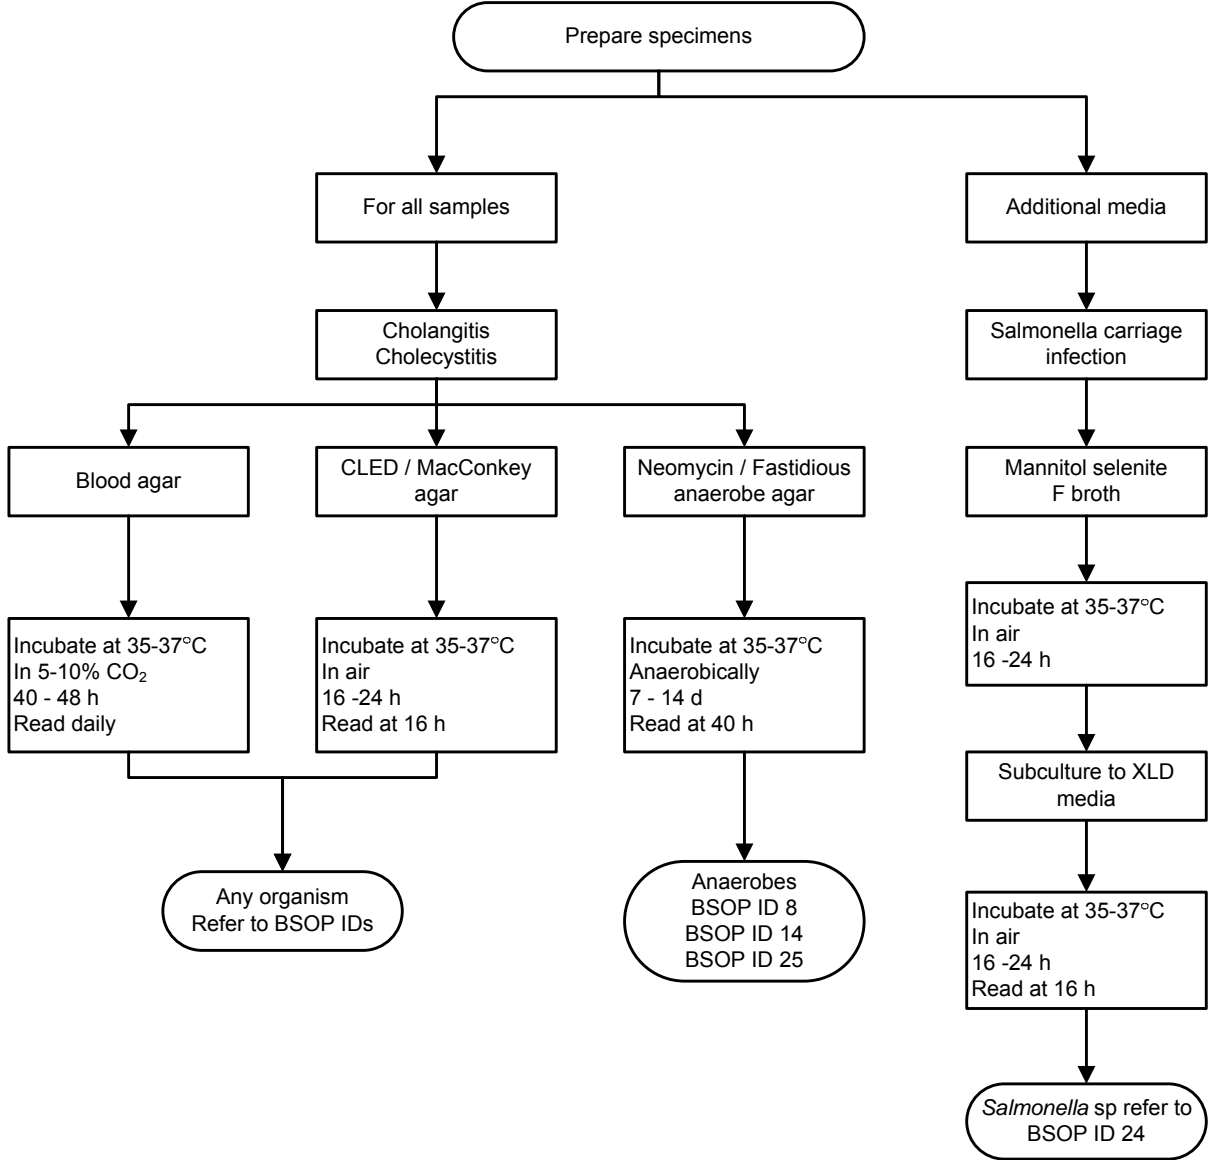 Prepare specimens
For all samples
Additional media
Cholangitis
Cholecystitis
Salmonella carriage
infection
Blood agar
CLED / MacConkey
agar
Neomycin / Fastidious
anaerobe agar
Mannitol selenite
F broth
Incubate at 35-37°C
In 5-10% CO₂
40 - 48 h
Read daily
Incubate at 35-37°C
In air
16 -24 h
Read at 16 h
Incubate at 35-37°C
Anaerobically
7 - 14 d
Read at 40 h
Incubate at 35-37°C
In air
16 -24 h
Subculture to XLD
media
Any organism
Refer to BSOP IDs
Anaerobes
BSOP ID 8
BSOP ID 14
BSOP ID 25
Incubate at 35-37°C
In air
16 -24 h
Read at 16 h
Salmonella sp refer to
BSOP ID 24